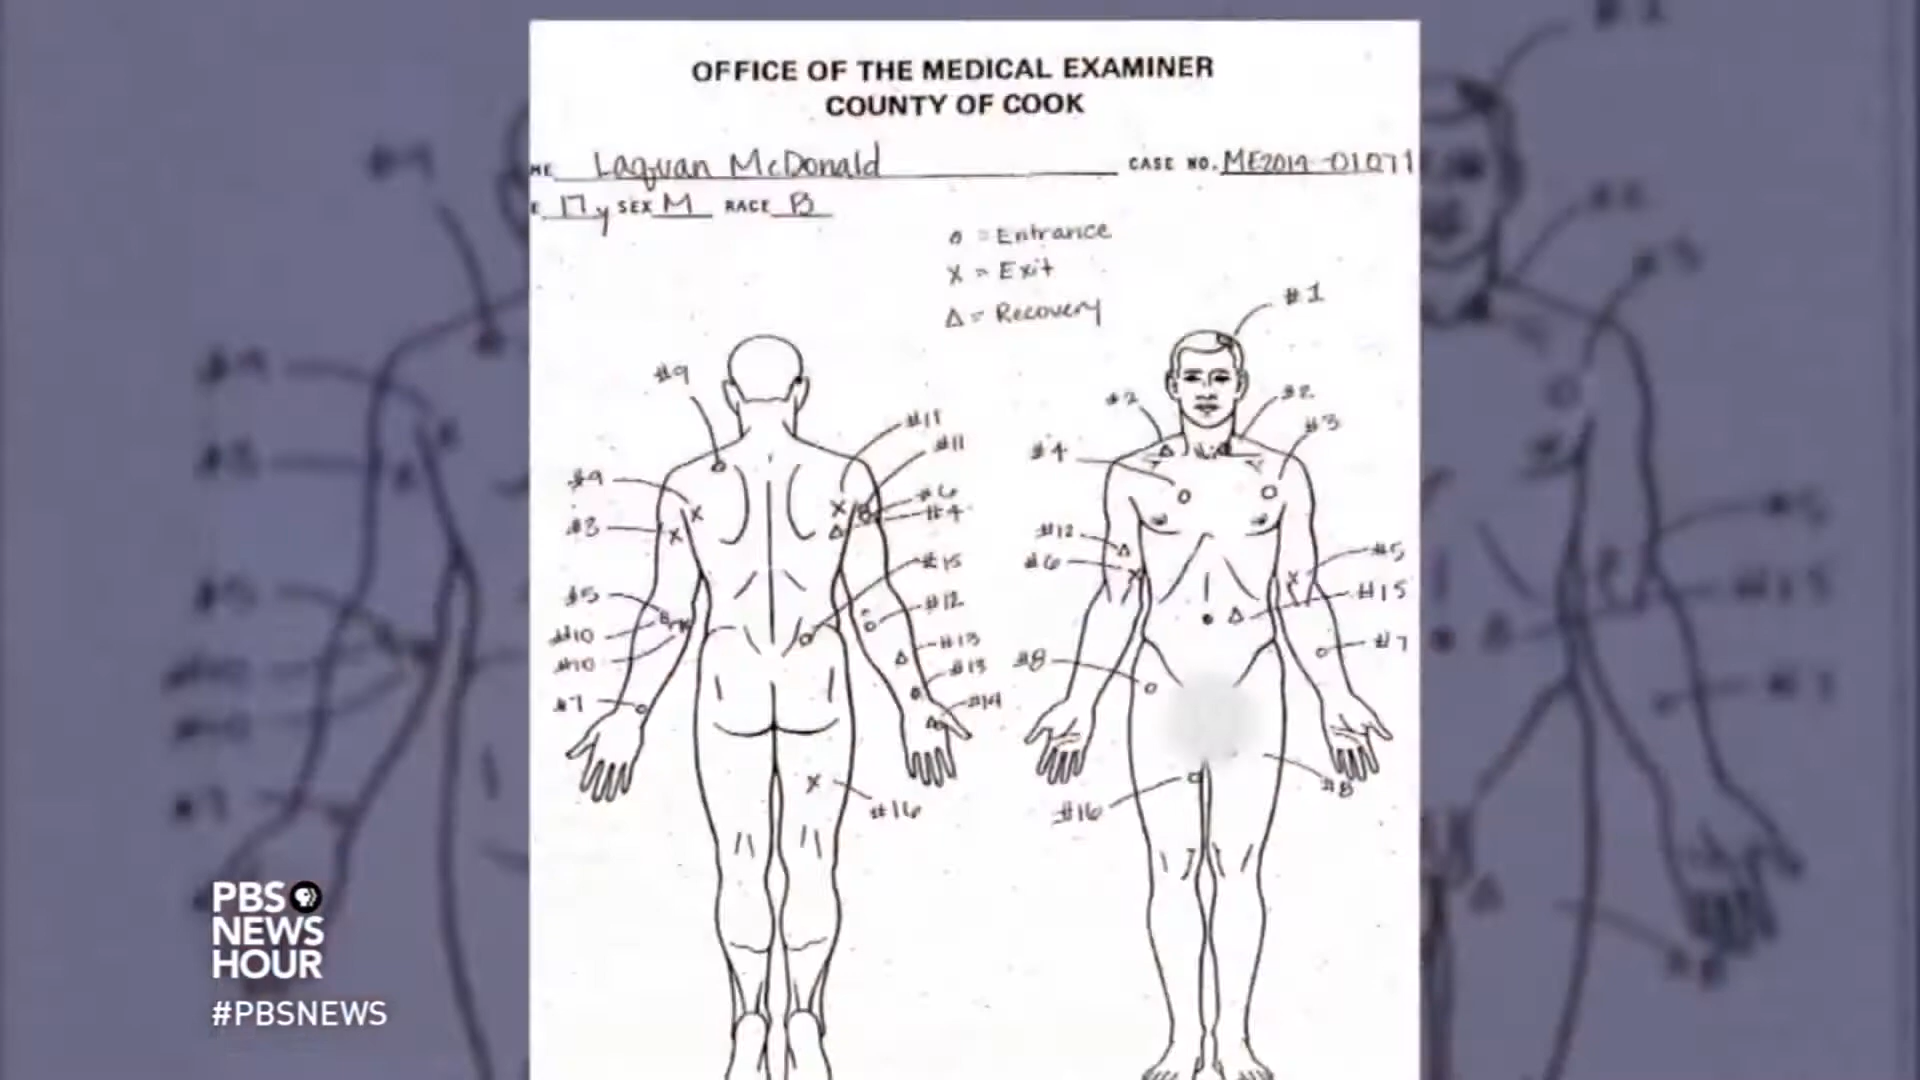 OFFICE OF THE MEDICAL EXAMINER
COUNTY OF COOK
ME Laquan McDonald CASE NO. ME2014-01071
E 17y SEX M RACE B
o = Entrance
X = Exit
Δ = Recovery
#1
#9
#2 #2
#11
#3
#11
#4
#9
#6
#4
#3
#12
#5
#6
#15
#15
#5
#12
#10
#13
#7
#10
#8
#13
#7
#14
#8
#16
#16
PBS
NEWS
HOUR
#PBSNEWS